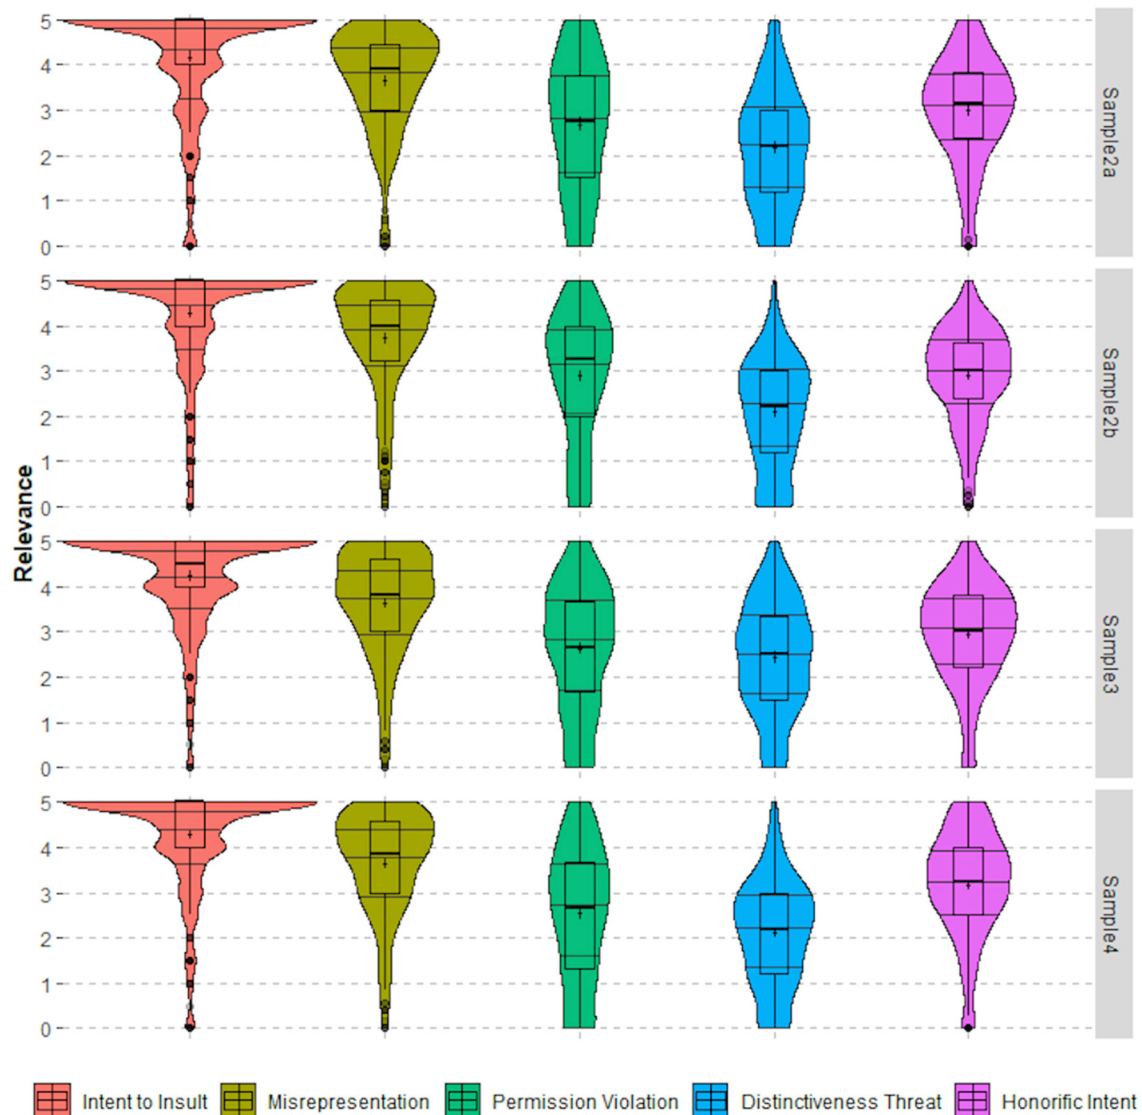 Relevance
5
4
3
2
1
0
Sample2a
5
4
3
2
1
0
Sample2b
5
4
3
2
1
0
Sample3
5
4
3
2
1
0
Sample4
Intent to Insult
Misrepresentation
Permission Violation
Distinctiveness Threat
Honorific Intent